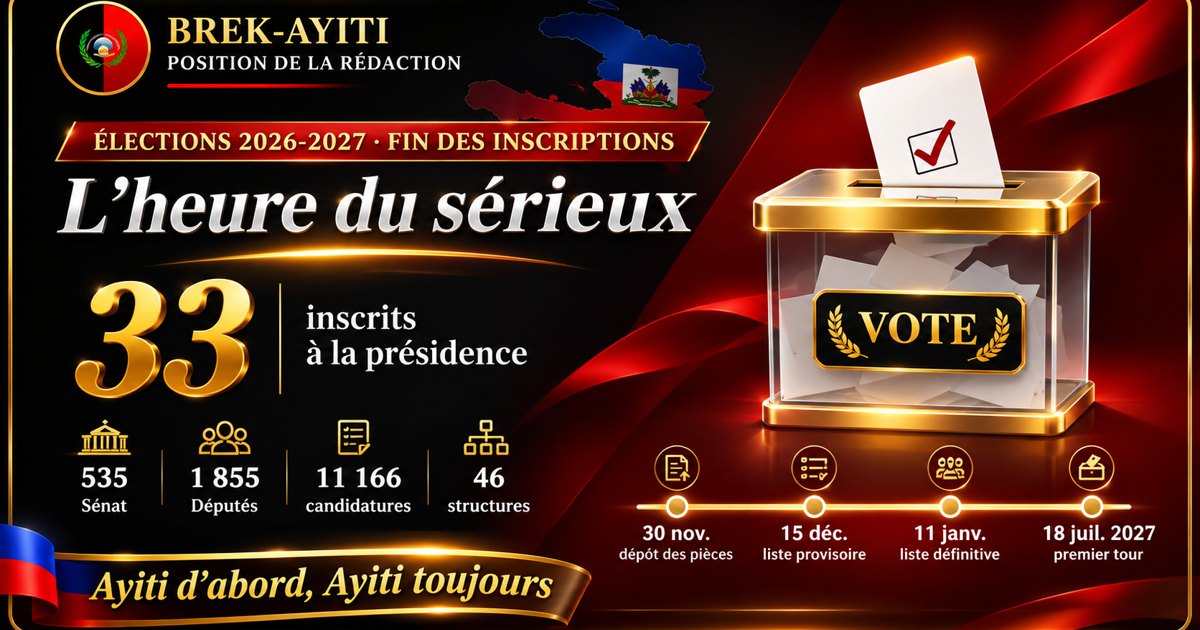 BREK-AYITI
POSITION DE LA RÉDACTION
ÉLECTIONS 2026-2027 · FIN DES INSCRIPTIONS
L’heure du sérieux
33
inscrits
à la présidence
535
Sénat
1 855
Députés
11 166
candidatures
46
structures
VOTE
30 nov.
dépôt des pièces
15 déc.
liste provisoire
11 janv.
liste définitive
18 juil. 2027
premier tour
Ayiti d’abord, Ayiti toujours